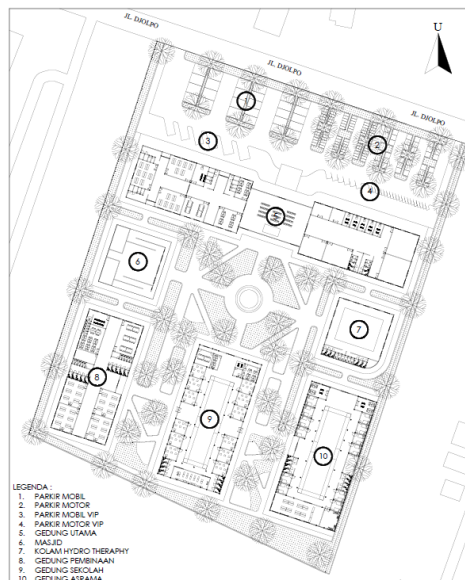 JL. DJOLPO
JL. DJOLPO
JL. DJOLPO
U
1
2
3
4
5
6
7
8
9
10
LEGENDA :
1. PARKIR MOBIL
2. PARKIR MOTOR
3. PARKIR MOBIL VIP
4. PARKIR MOTOR VIP
5. GEDUNG UTAMA
6. MASJID
7. KOLAM HYDRO THERAPHY
8. GEDUNG PEMBINAAN
9. GEDUNG SEKOLAH
10. GEDUNG ASRAMA